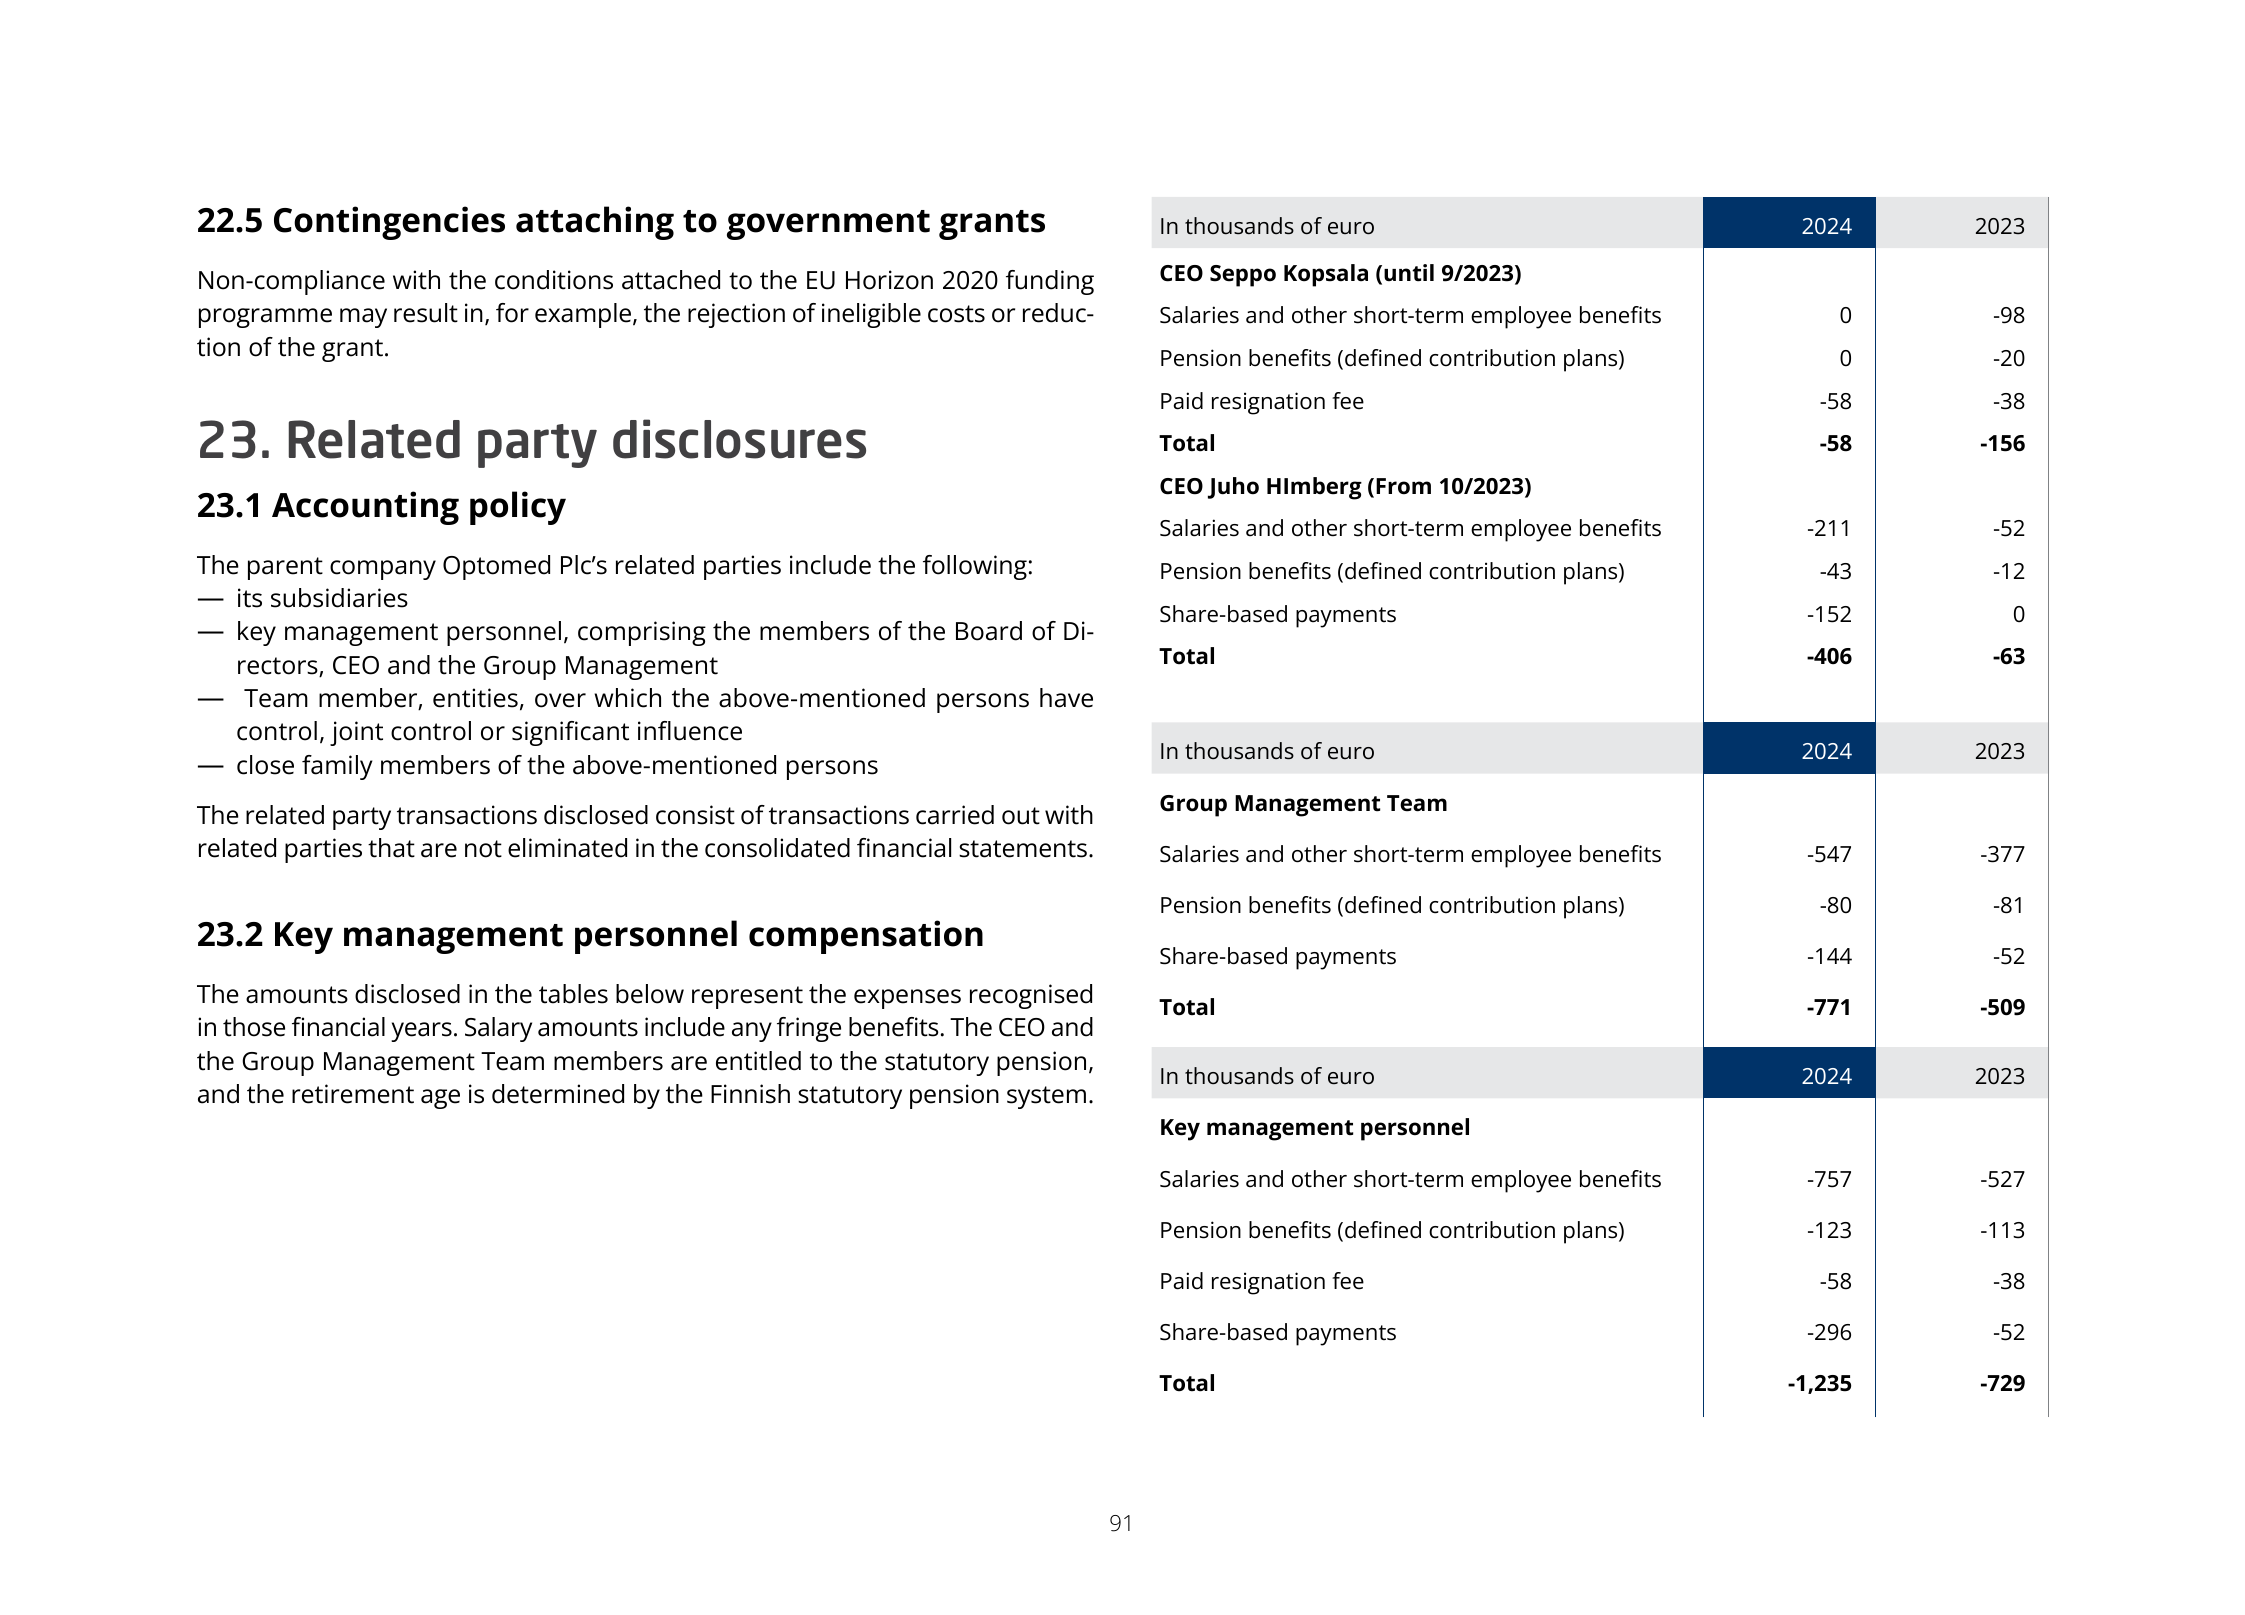 22.5 Contingencies attaching to government grants
Non-compliance with the conditions attached to the EU Horizon 2020 funding
programme may result in, for example, the rejection of ineligible costs or reduc-
tion of the grant.
23. Related party disclosures
23.1 Accounting policy
The parent company Optomed Plc’s related parties include the following:
— its subsidiaries
— key management personnel, comprising the members of the Board of Di-
rectors, CEO and the Group Management
— Team member, entities, over which the above-mentioned persons have
control, joint control or significant influence
— close family members of the above-mentioned persons
The related party transactions disclosed consist of transactions carried out with
related parties that are not eliminated in the consolidated financial statements.
23.2 Key management personnel compensation
The amounts disclosed in the tables below represent the expenses recognised
in those financial years. Salary amounts include any fringe benefits. The CEO and
the Group Management Team members are entitled to the statutory pension,
and the retirement age is determined by the Finnish statutory pension system.
In thousands of euro 2024 2023
CEO Seppo Kopsala (until 9/2023)
Salaries and other short-term employee benefits 0 -98
Pension benefits (defined contribution plans) 0 -20
Paid resignation fee -58 -38
Total -58 -156
CEO Juho HImberg (From 10/2023)
Salaries and other short-term employee benefits -211 -52
Pension benefits (defined contribution plans) -43 -12
Share-based payments -152 0
Total -406 -63
In thousands of euro 2024 2023
Group Management Team
Salaries and other short-term employee benefits -547 -377
Pension benefits (defined contribution plans) -80 -81
Share-based payments -144 -52
Total -771 -509
In thousands of euro 2024 2023
Key management personnel
Salaries and other short-term employee benefits -757 -527
Pension benefits (defined contribution plans) -123 -113
Paid resignation fee -58 -38
Share-based payments -296 -52
Total -1,235 -729
91